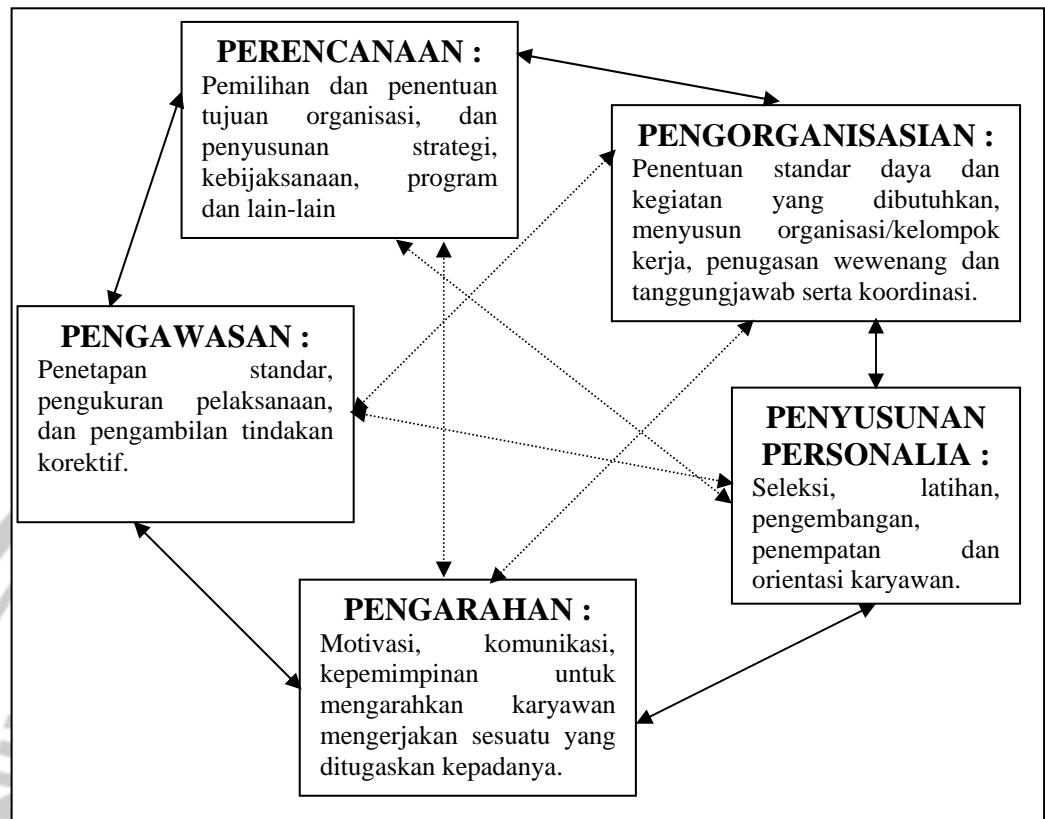 PERENCANAAN :
Pemilihan dan penentuan
tujuan organisasi, dan
penyusunan strategi,
kebijaksanaan, program
dan lain-lain
PENGORGANISASIAN :
Penentuan standar daya dan
kegiatan yang dibutuhkan,
menyusun organisasi/kelompok
kerja, penugasan wewenang dan
tanggungjawab serta koordinasi.
PENGAWASAN :
Penetapan standar,
pengukuran pelaksanaan,
dan pengambilan tindakan
korektif.
PENYUSUNAN
PERSONALIA :
Seleksi, latihan,
pengembangan,
penempatan dan
orientasi karyawan.
PENGARAHAN :
Motivasi, komunikasi,
kepemimpinan untuk
mengarahkan karyawan
mengerjakan sesuatu yang
ditugaskan kepadanya.